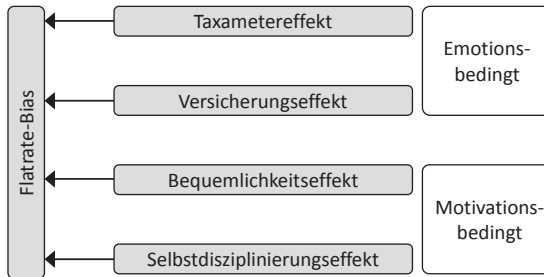 Flatrate-Bias
Taxametereffekt
Versicherungseffekt
Bequemlichkeitseffekt
Selbstdisziplinierungseffekt
Emotions-
bedingt
Motivations-
bedingt